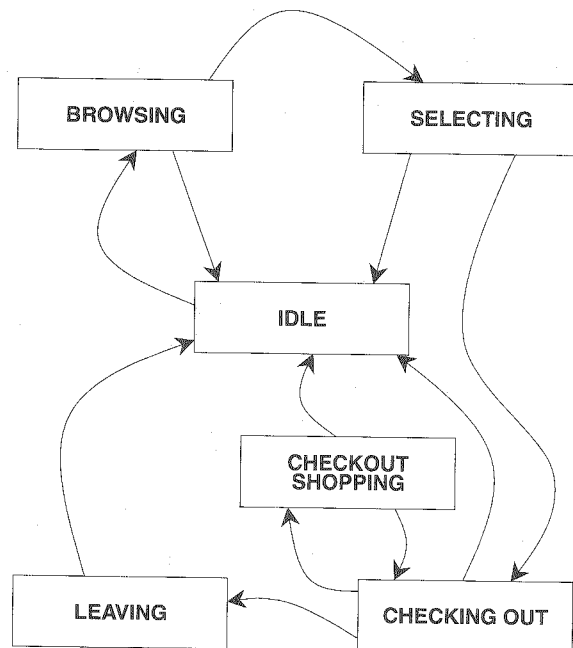 BROWSING
SELECTING
IDLE
CHECKOUT
SHOPPING
LEAVING
CHECKING OUT